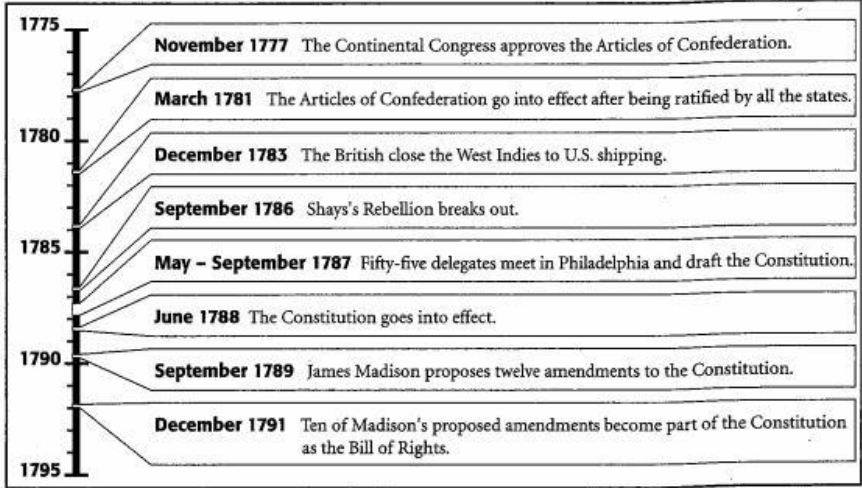 1775
November 1777 The Continental Congress approves the Articles of Confederation.
March 1781 The Articles of Confederation go into effect after being ratified by all the states.
1780
December 1783 The British close the West Indies to U.S. shipping.
September 1786 Shays's Rebellion breaks out.
1785
May – September 1787 Fifty-five delegates meet in Philadelphia and draft the Constitution.
June 1788 The Constitution goes into effect.
1790
September 1789 James Madison proposes twelve amendments to the Constitution.
December 1791 Ten of Madison's proposed amendments become part of the Constitution
as the Bill of Rights.
1795